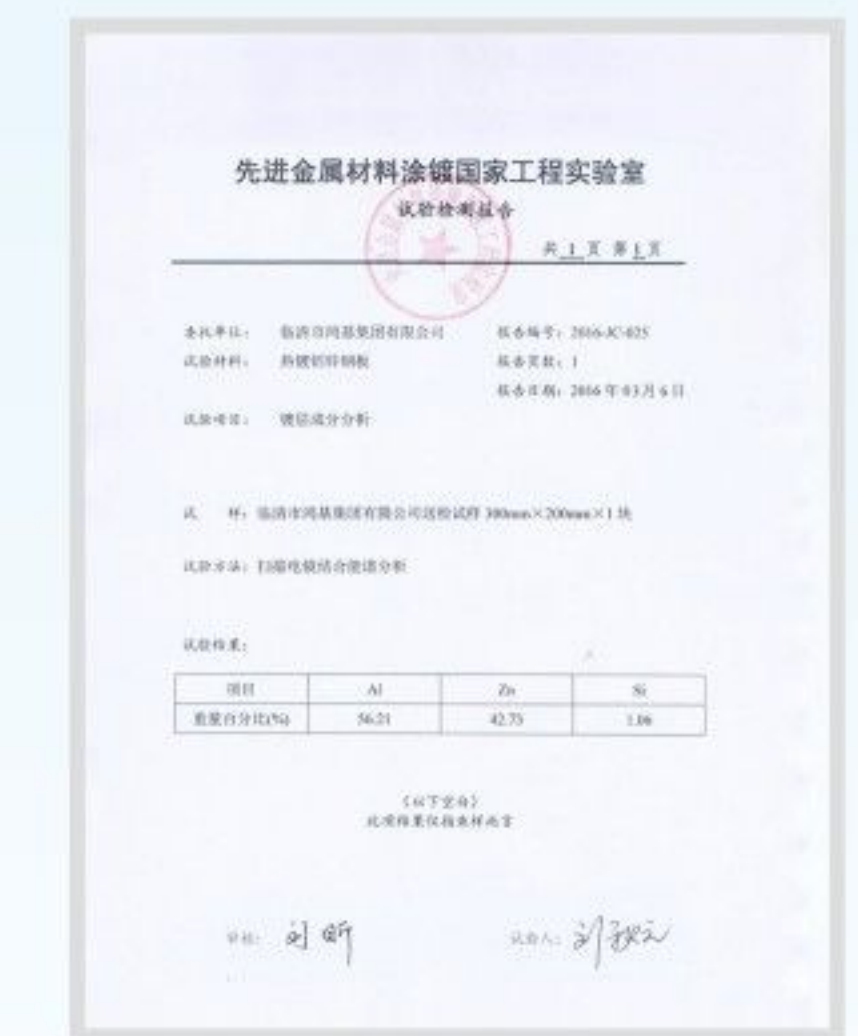 先进金属材料涂镀国家工程实验室
试验检测报告
共 1 页 第 1 页
委托单位： 临清市鸿基集团有限公司 报告编号：2016-JC-025
试验材料： 热镀铝锌钢板 报告页数：1
报告日期：2016 年 03 月 6 日
试验项目： 镀层成分分析
试 样：临清市鸿基集团有限公司送检试样 300mm×200mm×1 块
试验方法：扫描电镜结合能谱分析
试验结果：
项目 Al Zn Si
重量百分比(%) 56.21 42.73 1.06
（以下空白）
此项结果仅指来样而言
审核： 刘昕
试验人：刘秋元